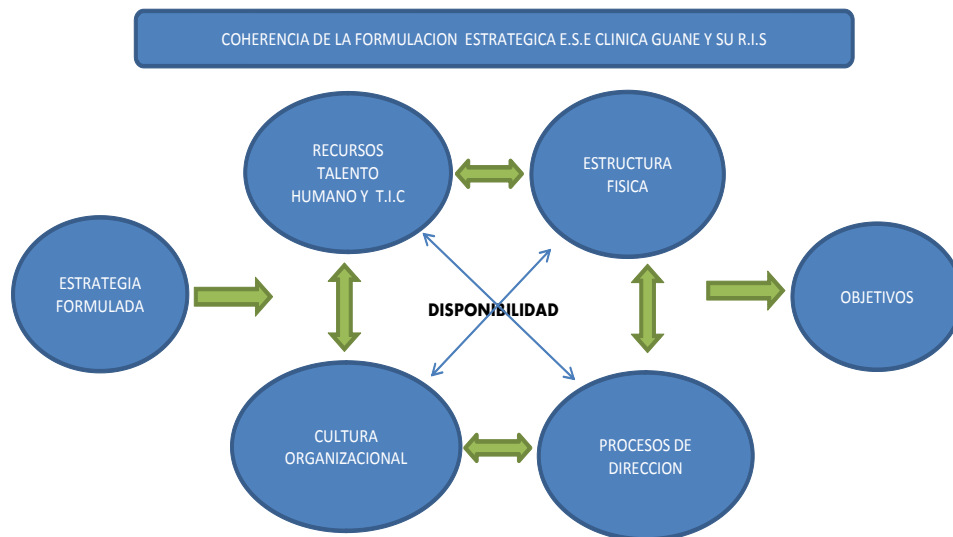 COHERENCIA DE LA FORMULACION ESTRATEGICA E.S.E CLINICA GUANE Y SU R.I.S
RECURSOS
TALENTO
HUMANO Y T.I.C
ESTRUCTURA
FISICA
ESTRATEGIA
FORMULADA
DISPONIBILIDAD
OBJETIVOS
CULTURA
ORGANIZACIONAL
PROCESOS DE
DIRECCION